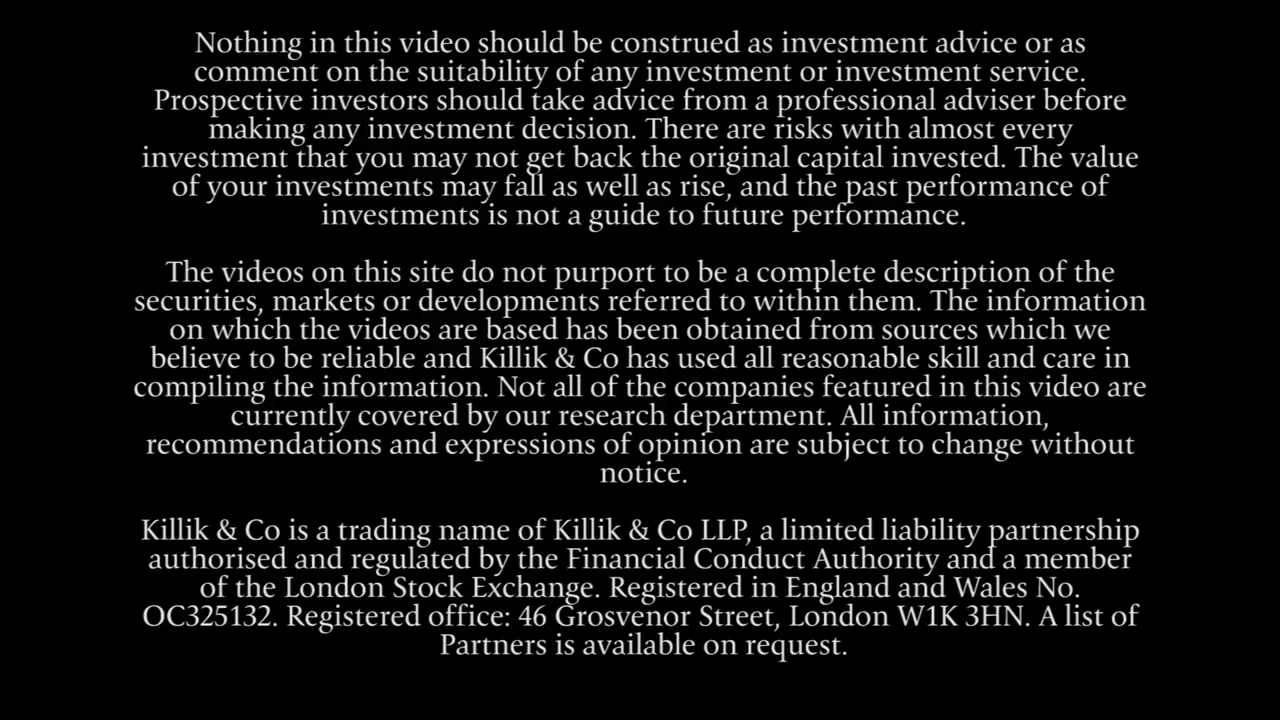 Nothing in this video should be construed as investment advice or as
comment on the suitability of any investment or investment service.
Prospective investors should take advice from a professional adviser before
making any investment decision. There are risks with almost every
investment that you may not get back the original capital invested. The value
of your investments may fall as well as rise, and the past performance of
investments is not a guide to future performance.
The videos on this site do not purport to be a complete description of the
securities, markets or developments referred to within them. The information
on which the videos are based has been obtained from sources which we
believe to be reliable and Killik & Co has used all reasonable skill and care in
compiling the information. Not all of the companies featured in this video are
currently covered by our research department. All information,
recommendations and expressions of opinion are subject to change without
notice.
Killik & Co is a trading name of Killik & Co LLP, a limited liability partnership
authorised and regulated by the Financial Conduct Authority and a member
of the London Stock Exchange. Registered in England and Wales No.
OC325132. Registered office: 46 Grosvenor Street, London W1K 3HN. A list of
Partners is available on request.